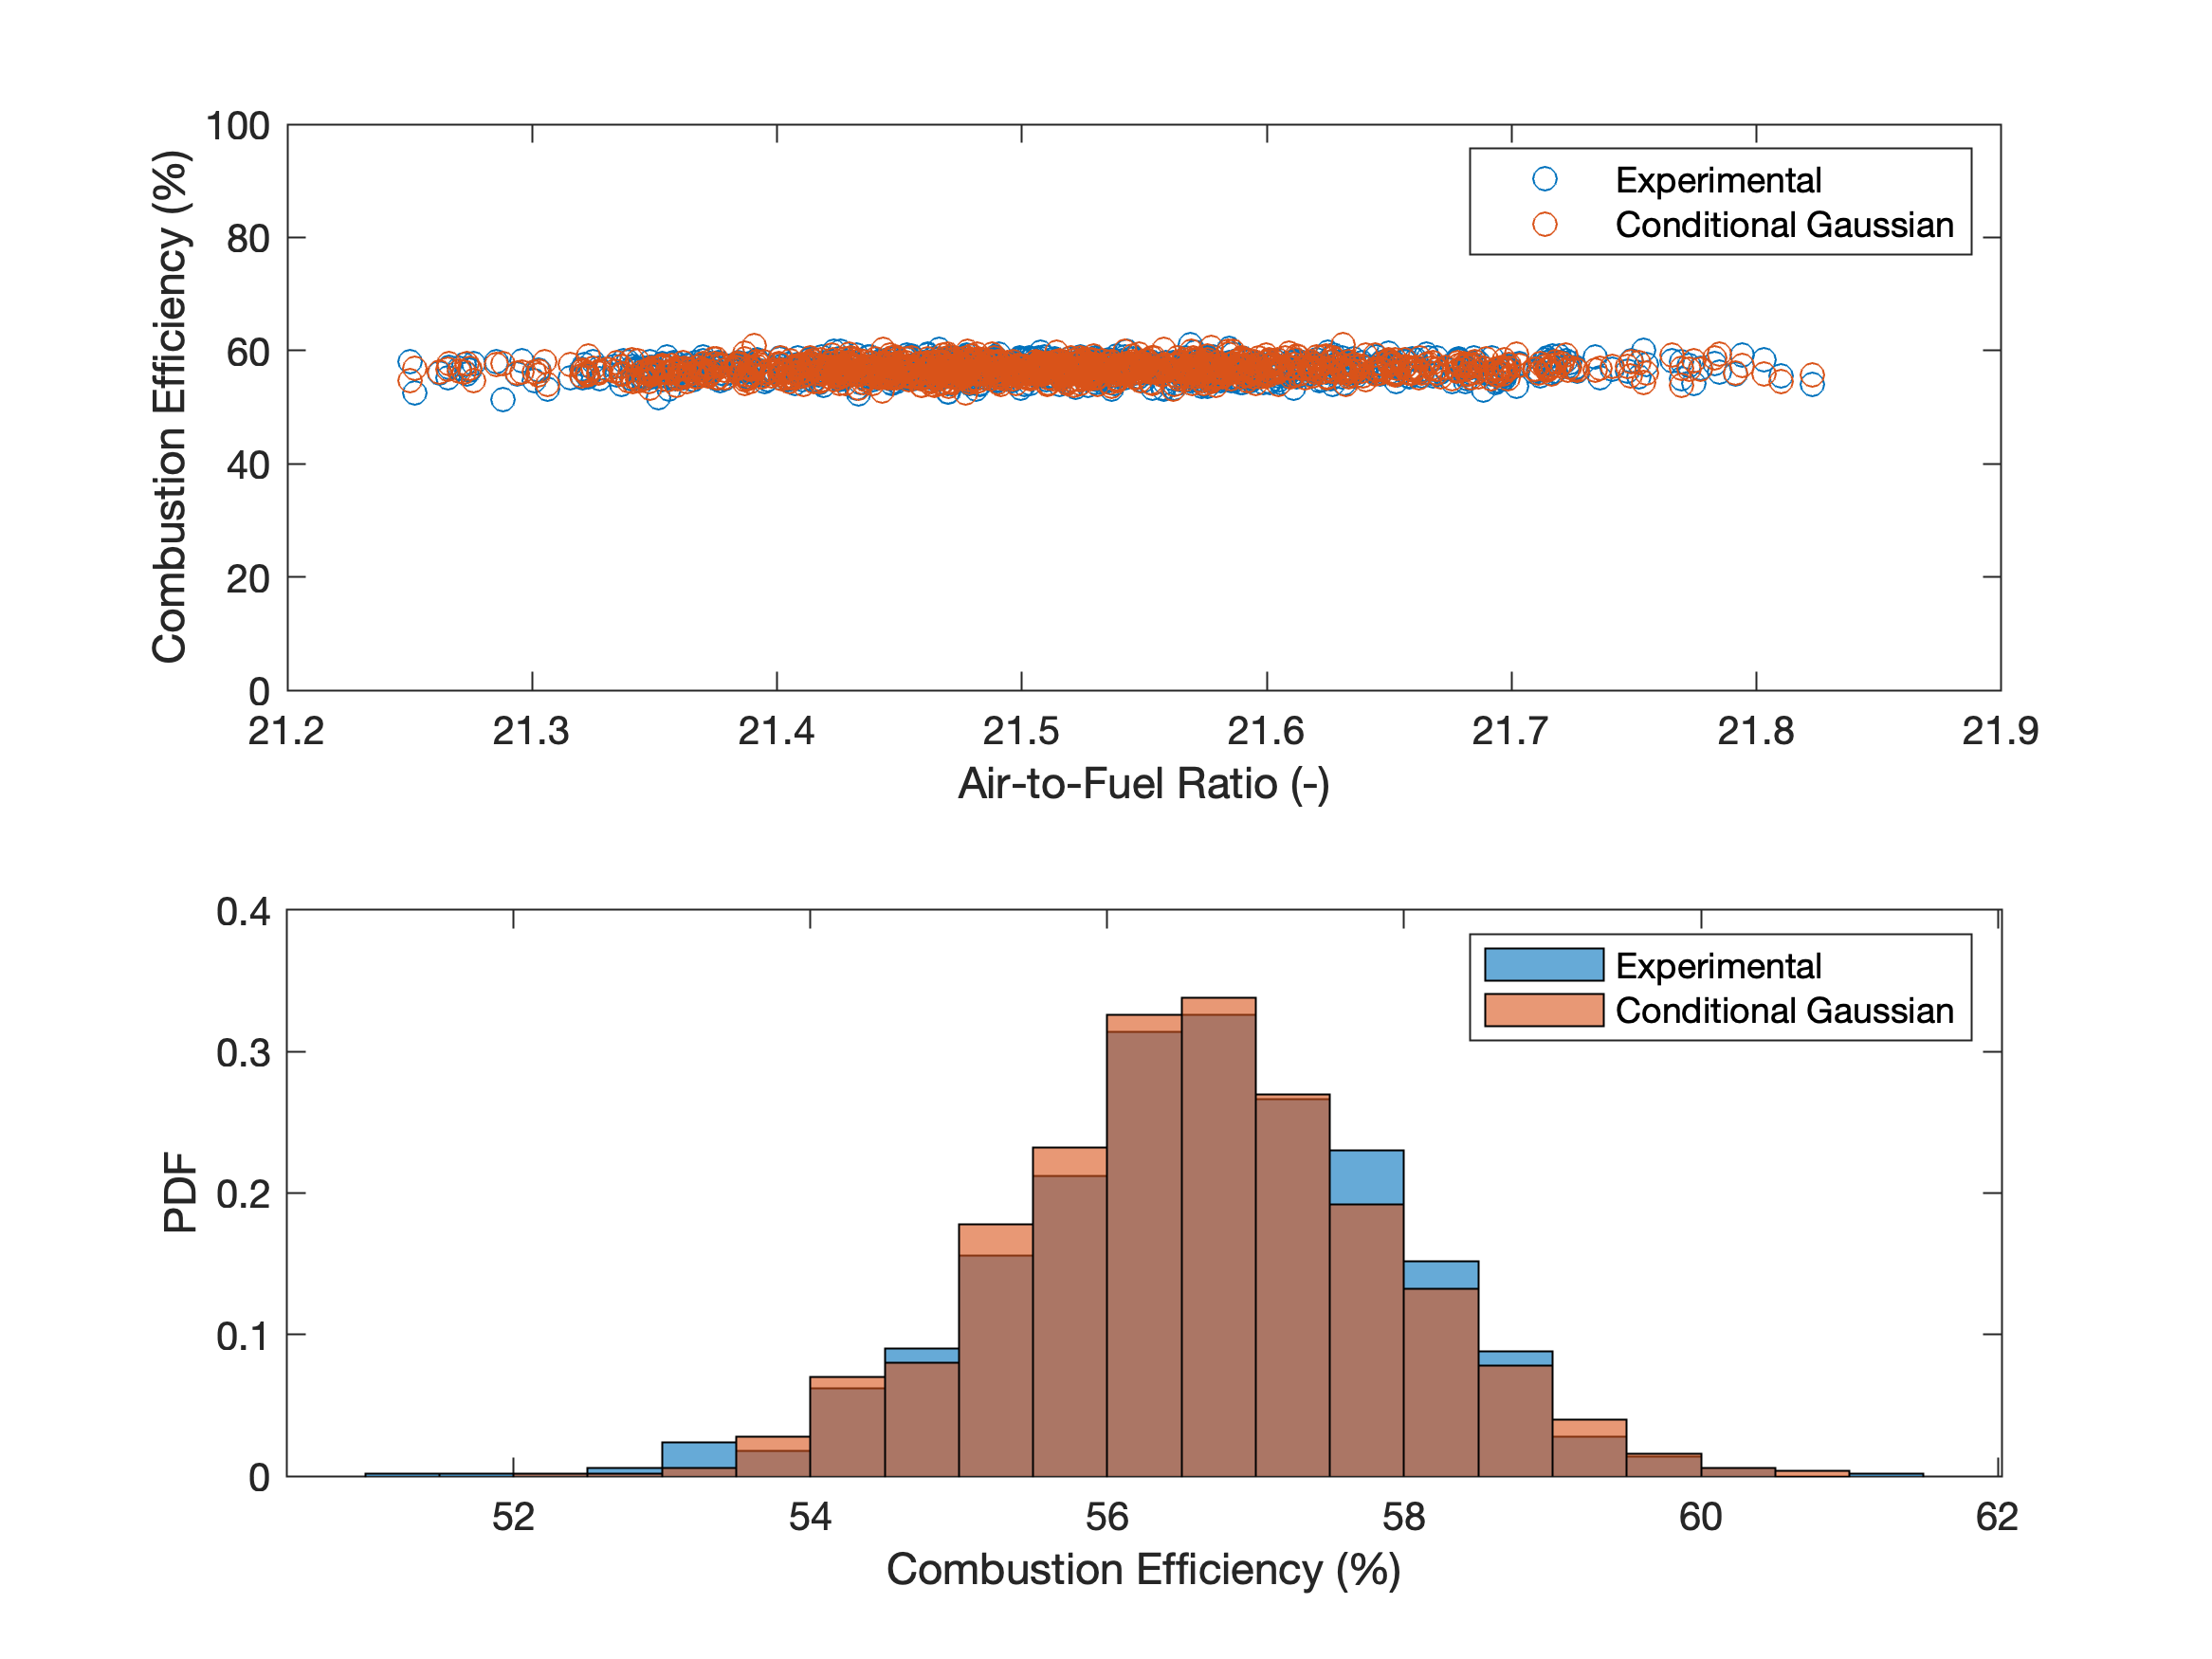 100
80
60
40
20
0
Combustion Efficiency (%)
Experimental
Conditional Gaussian
21.2 21.3 21.4 21.5 21.6 21.7 21.8 21.9
Air-to-Fuel Ratio (-)
0.4
0.3
0.2
0.1
0
PDF
Experimental
Conditional Gaussian
52 54 56 58 60 62
Combustion Efficiency (%)